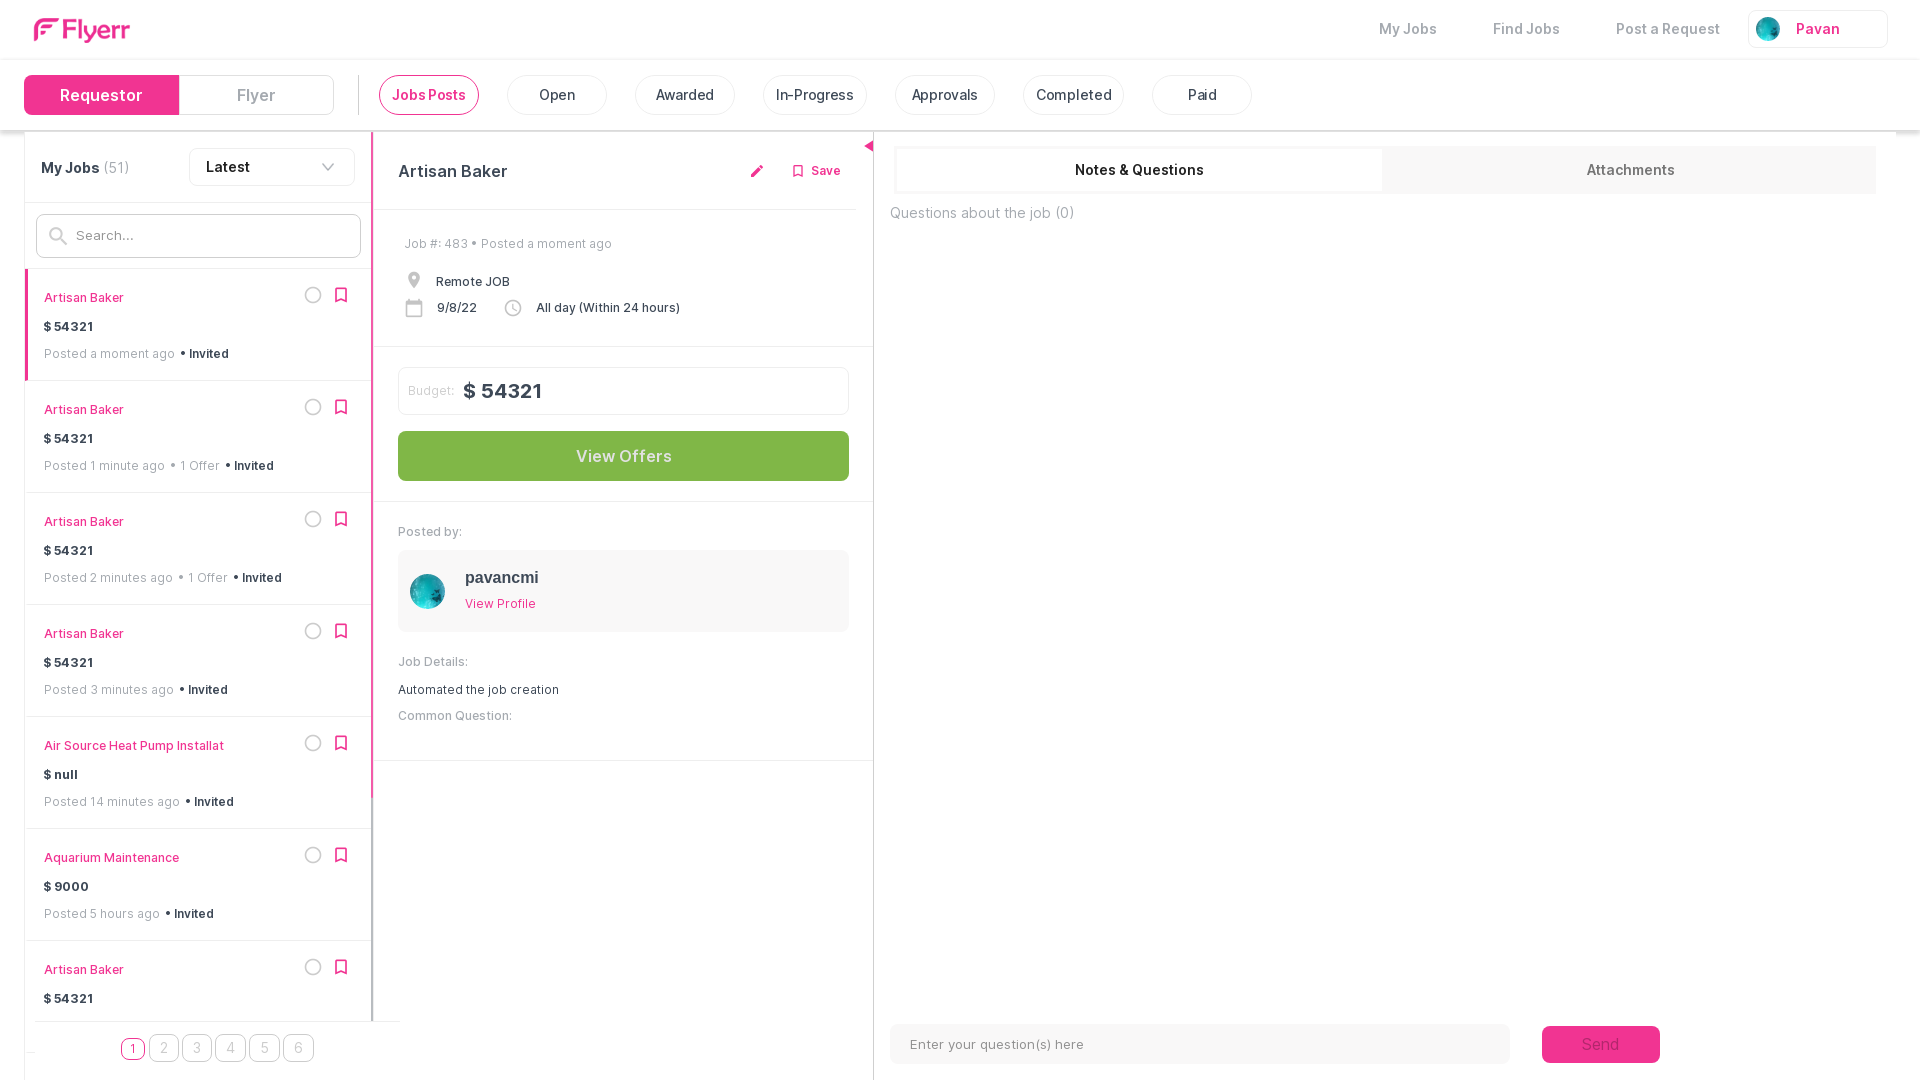 Flyerr
My Jobs
Find Jobs
Post a Request
Pavan
Requestor
Flyer
Jobs Posts
Open
Awarded
In-Progress
Approvals
Completed
Paid
My Jobs (51)
Latest
Search...
Artisan Baker
$ 54321
Posted a moment ago • Invited
Artisan Baker
$ 54321
Posted 1 minute ago • 1 Offer • Invited
Artisan Baker
$ 54321
Posted 2 minutes ago • 1 Offer • Invited
Artisan Baker
$ 54321
Posted 3 minutes ago • Invited
Air Source Heat Pump Installat
$ null
Posted 14 minutes ago • Invited
Aquarium Maintenance
$ 9000
Posted 5 hours ago • Invited
Artisan Baker
$ 54321
1 2 3 4 5 6
Artisan Baker
Save
Job #: 483 • Posted a moment ago
Remote JOB
9/8/22 All day (Within 24 hours)
Budget: $ 54321
View Offers
Posted by:
pavancmi
View Profile
Job Details:
Automated the job creation
Common Question:
Notes & Questions
Attachments
Questions about the job (0)
Enter your question(s) here
Send